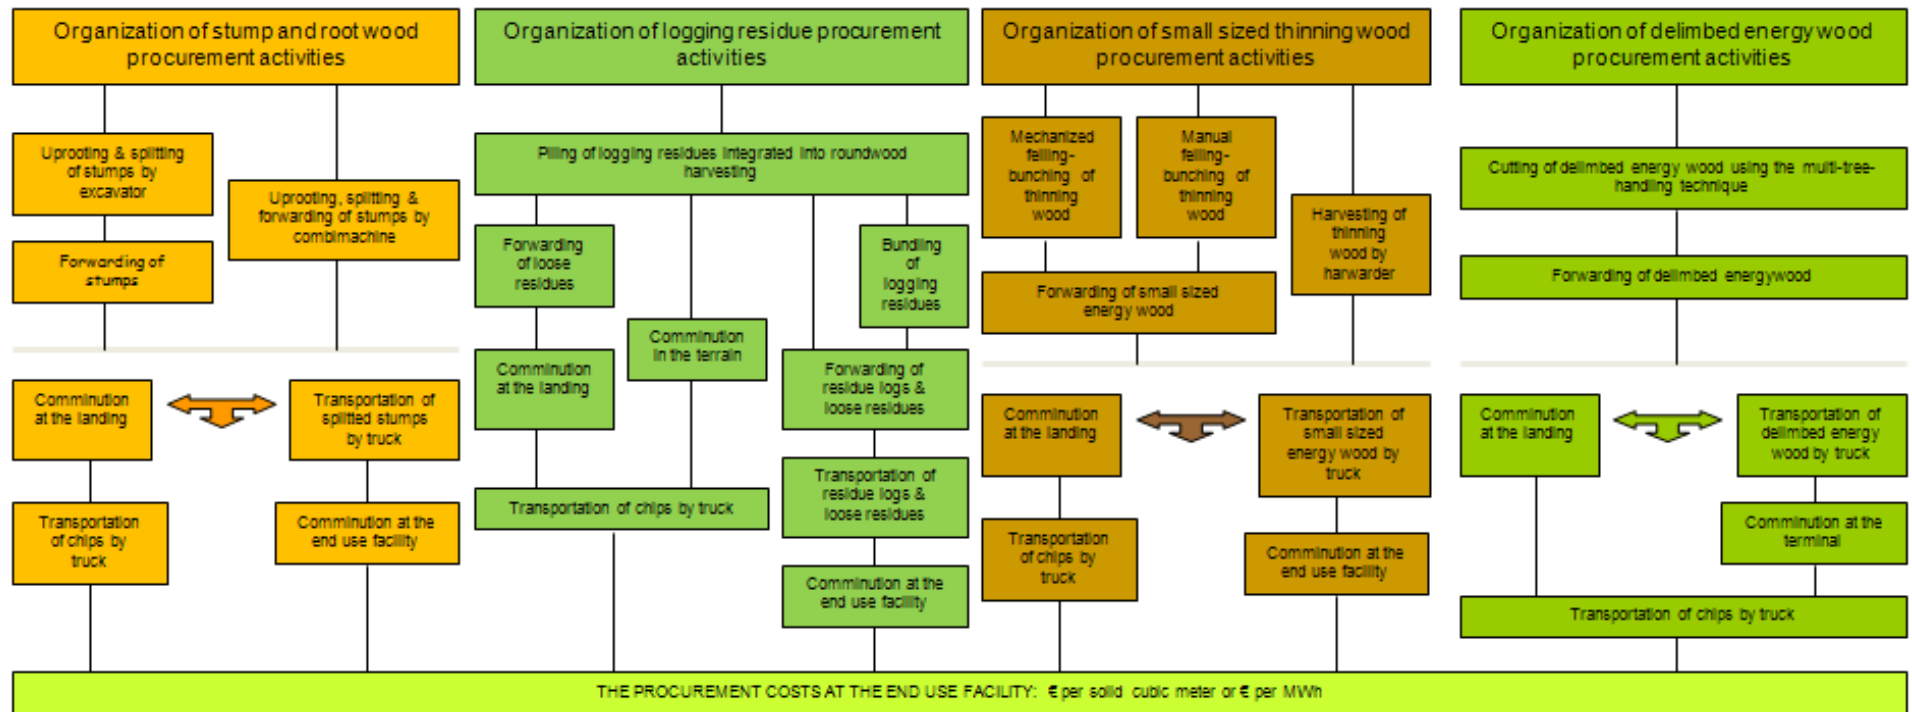 Organization of stump and root wood
procurement activities
Uprooting & splitting
of stumps by
excavator
Uprooting, splitting &
forwarding of stumps by
combimachine
Forwarding of
stumps
Comminution
at the landing
Transportation of
splitted stumps
by truck
Transportation
of chips by
truck
Comminution at the
end use facility
Organization of logging residue procurement
activities
Piling of logging residues integrated into roundwood
harvesting
Forwarding
of loose
residues
Bundling
of
logging
residues
Comminution
in the terrain
Comminution
at the landing
Forwarding of
residue logs &
loose residues
Transportation of
residue logs &
loose residues
Transportation of chips by truck
Comminution at the
end use facility
Organization of small sized thinning wood
procurement activities
Mechanized
felling-
bunching of
thinning
wood
Manual
felling-
bunching of
thinning
wood
Harvesting of
thinning
wood by
harwarder
Forwarding of small sized
energy wood
Comminution
at the landing
Transportation of
small sized
energy wood by
truck
Transportation
of chips by
truck
Comminution at the
end use facility
Organization of delimbed energy wood
procurement activities
Cutting of delimbed energy wood using the multi-tree-
handling technique
Forwarding of delimbed energywood
Comminution
at the landing
Transportation of
delimbed energy
wood by truck
Comminution at the
terminal
Transportation of chips by truck
THE PROCUREMENT COSTS AT THE END USE FACILITY: € per solid cubic meter or € per MWh